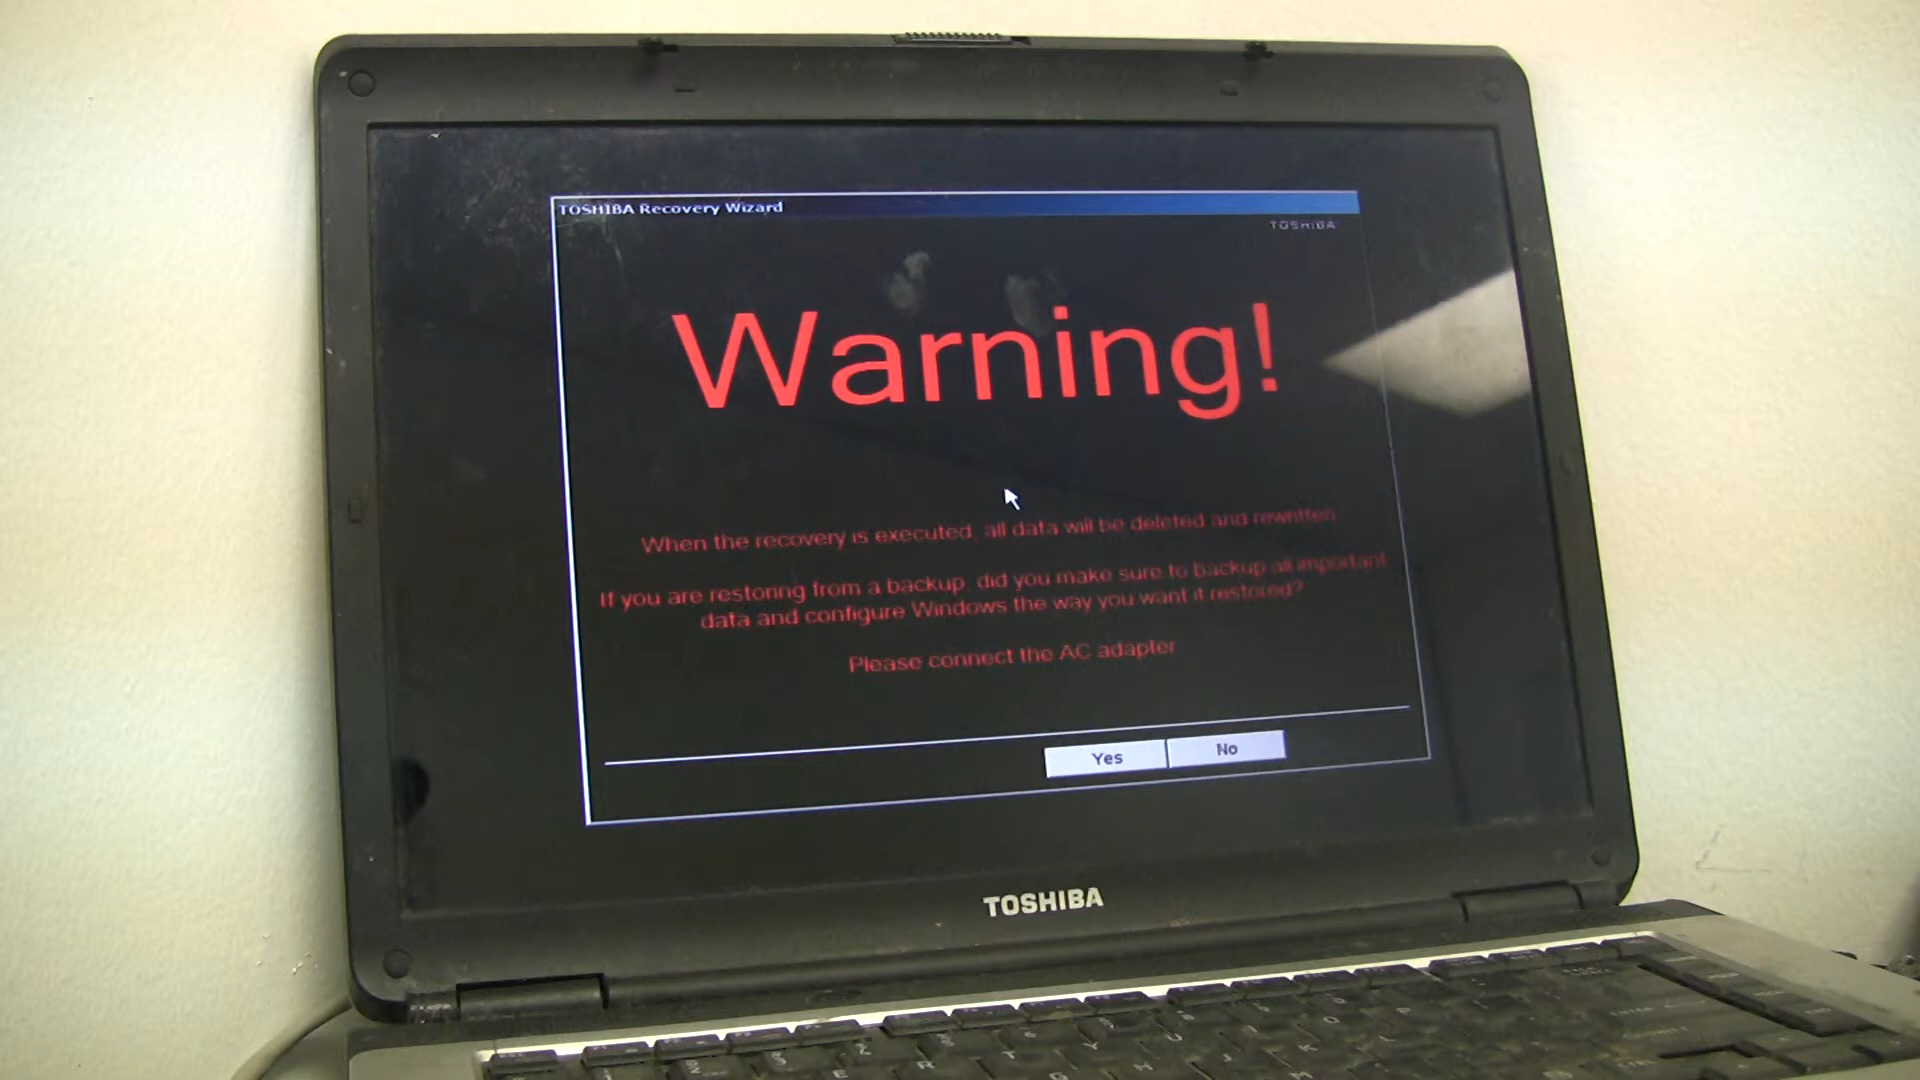 TOSHIBA Recovery Wizard
TOSHIBA
Warning!
When the recovery is executed, all data will be deleted and rewritten.
If you are restoring from a backup, did you make sure to backup all important
data and configure Windows the way you want it restored?
Please connect the AC adapter
Yes No
TOSHIBA